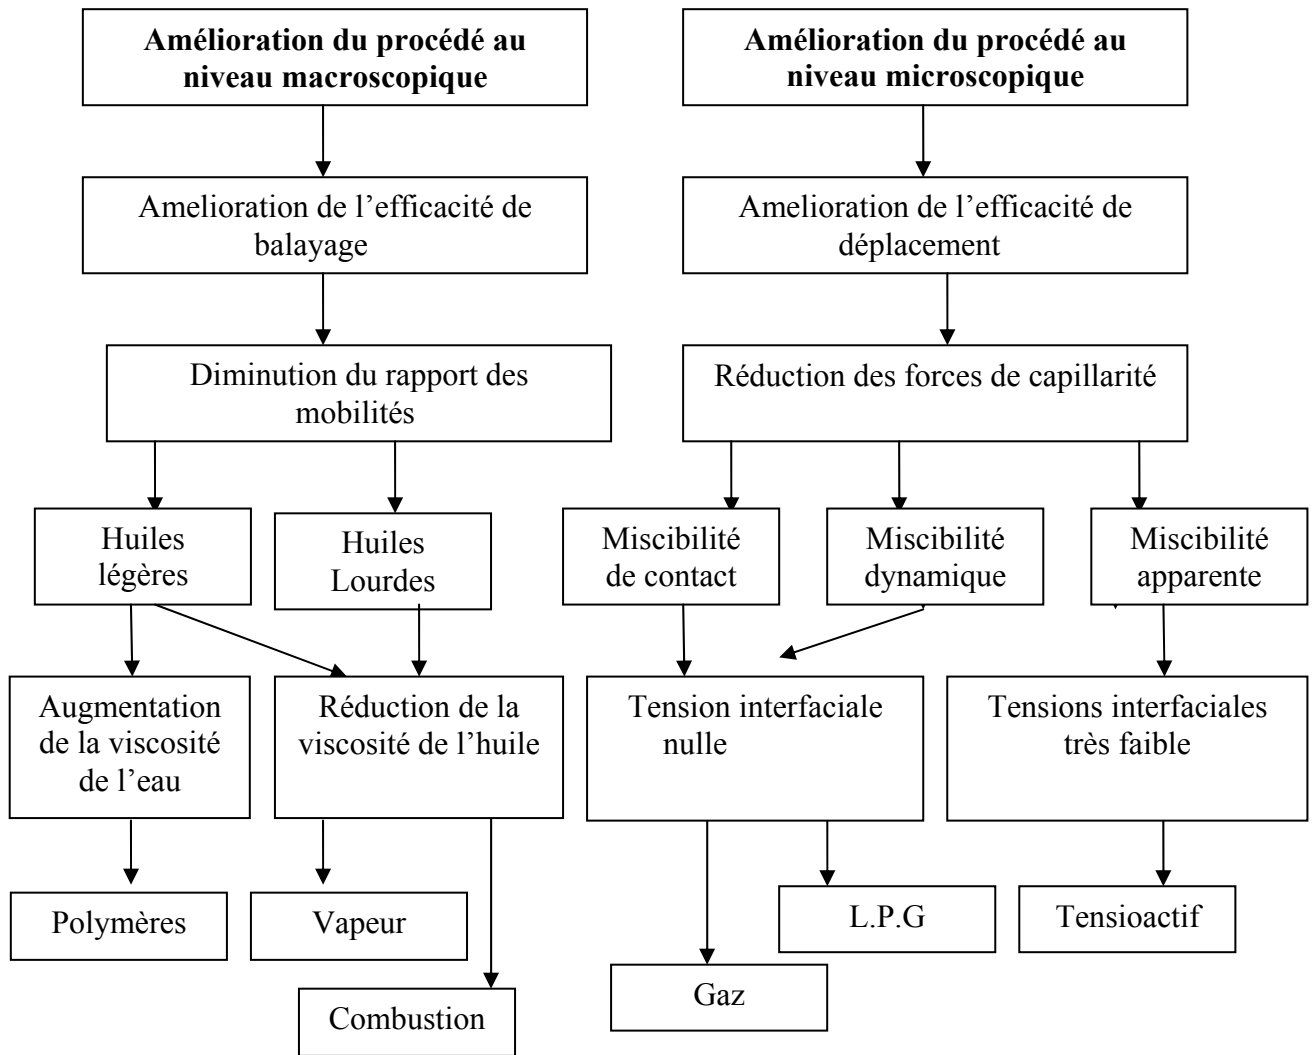 Amélioration du procédé au
niveau macroscopique
Amélioration du procédé au
niveau microscopique
Amelioration de l’efficacité de
balayage
Amelioration de l’efficacité de
déplacement
Diminution du rapport des
mobilités
Réduction des forces de capillarité
Huiles
légères
Huiles
Lourdes
Miscibilité
de contact
Miscibilité
dynamique
Miscibilité
apparente
Augmentation
de la viscosité
de l’eau
Réduction de la
viscosité de l’huile
Tension interfaciale
nulle
Tensions interfaciales
très faible
Polymères
Vapeur
L.P.G
Tensioactif
Gaz
Combustion